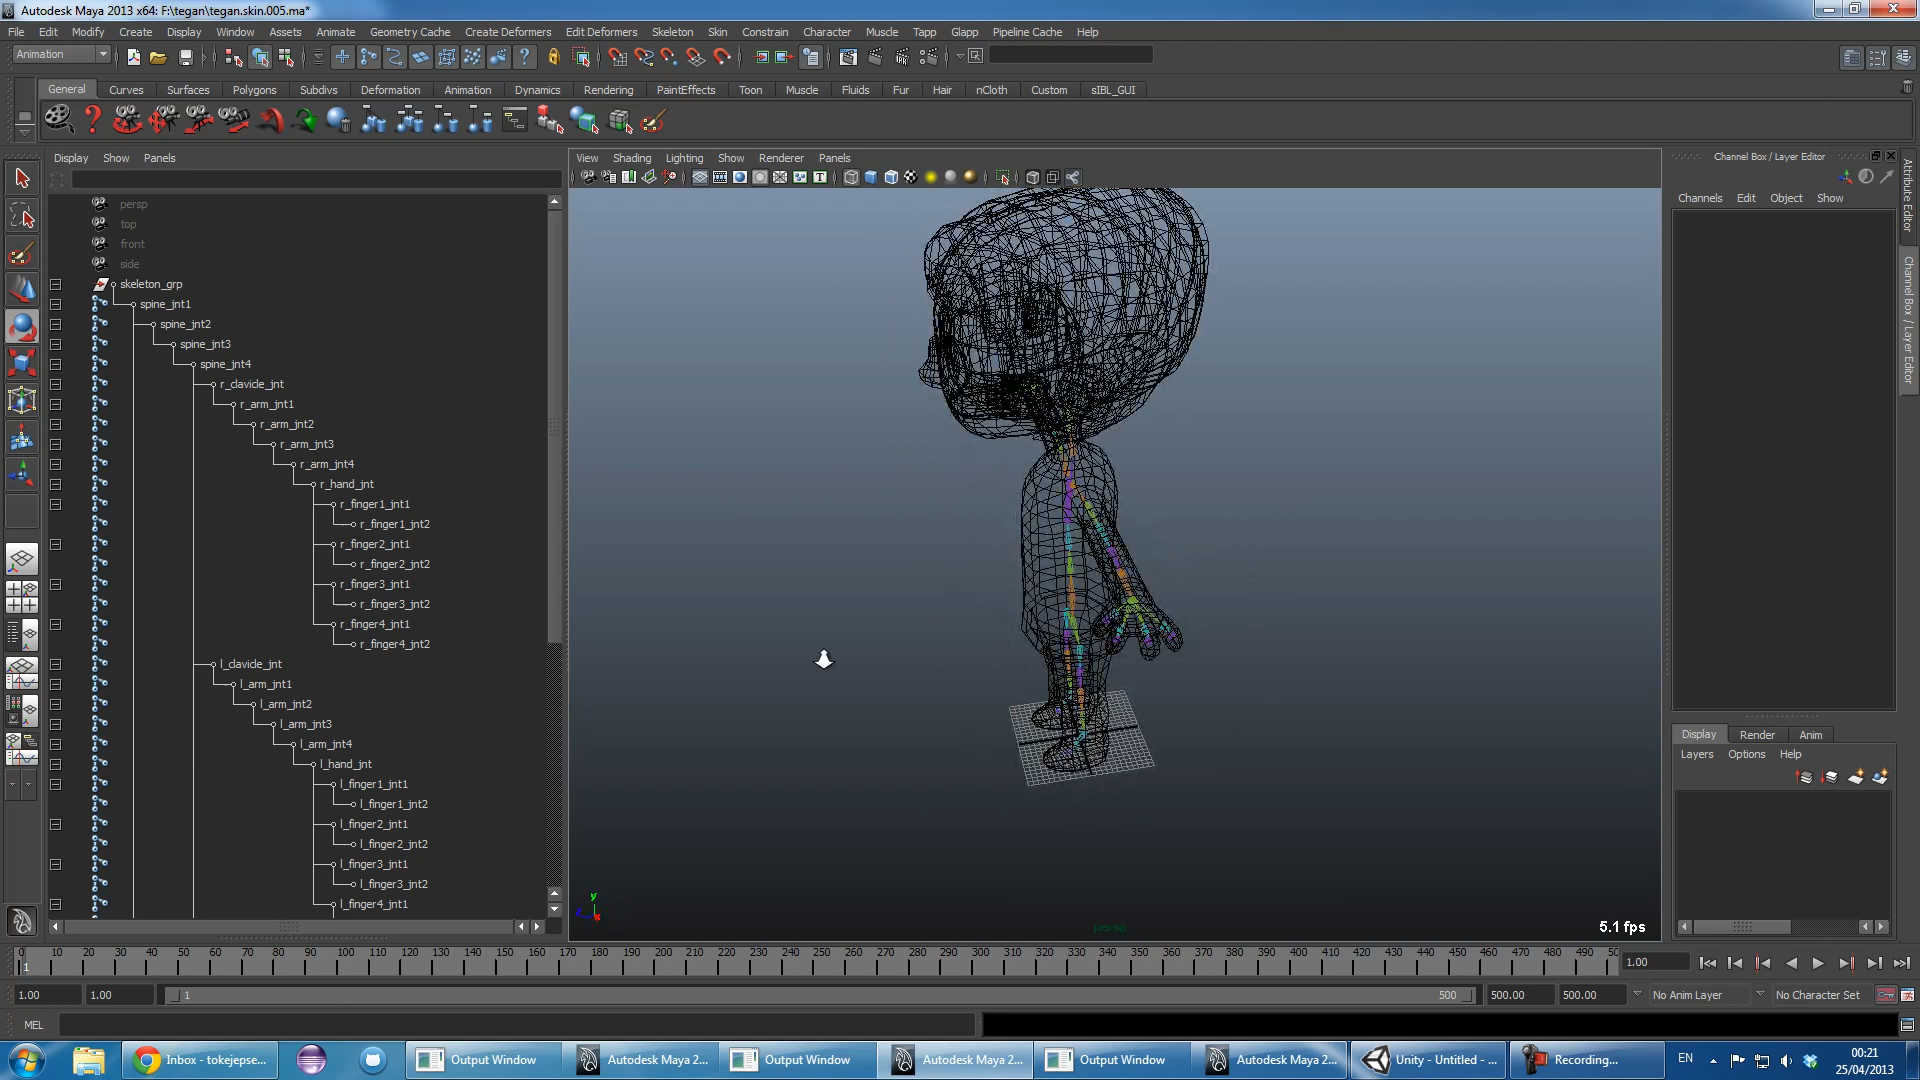 Autodesk Maya 2013 x64: F:\tegan\tegan.skin.005.ma*
File Edit Modify Create Display Window Assets Animate Geometry Cache Create Deformers Edit Deformers Skeleton Skin Constrain Character Muscle Tapp Glapp Pipeline Cache Help
Animation
General Curves Surfaces Polygons Subdivs Deformation Animation Dynamics Rendering PaintEffects Toon Muscle Fluids Fur Hair nCloth Custom sIBL_GUI
Display Show Panels
View Shading Lighting Show Renderer Panels
Channel Box / Layer Editor
Channels Edit Object Show
Attribute Editor
Channel Box / Layer Editor
persp
top
front
side
skeleton_grp
spine_jnt1
spine_jnt2
spine_jnt3
spine_jnt4
r_clavicle_jnt
r_arm_jnt1
r_arm_jnt2
r_arm_jnt3
r_arm_jnt4
r_hand_jnt
r_finger1_jnt1
r_finger1_jnt2
r_finger2_jnt1
r_finger2_jnt2
r_finger3_jnt1
r_finger3_jnt2
r_finger4_jnt1
r_finger4_jnt2
l_clavicle_jnt
l_arm_jnt1
l_arm_jnt2
l_arm_jnt3
l_arm_jnt4
l_hand_jnt
l_finger1_jnt1
l_finger1_jnt2
l_finger2_jnt1
l_finger2_jnt2
l_finger3_jnt1
l_finger3_jnt2
l_finger4_jnt1
y
z x
persp
5.1 fps
Display Render Anim
Layers Options Help
0 10 20 30 40 50 60 70 80 90 100 110 120 130 140 150 160 170 180 190 200 210 220 230 240 250 260 270 280 290 300 310 320 330 340 350 360 370 380 390 400 410 420 430 440 450 460 470 480 490 50
1
1.00
1.00 1.00 1 500 500.00 500.00 No Anim Layer No Character Set
MEL
Inbox - tokejepse... Output Window Autodesk Maya 2... Output Window Autodesk Maya 2... Output Window Autodesk Maya 2... Unity - Untitled - ... Recording... EN 00:21
25/04/2013